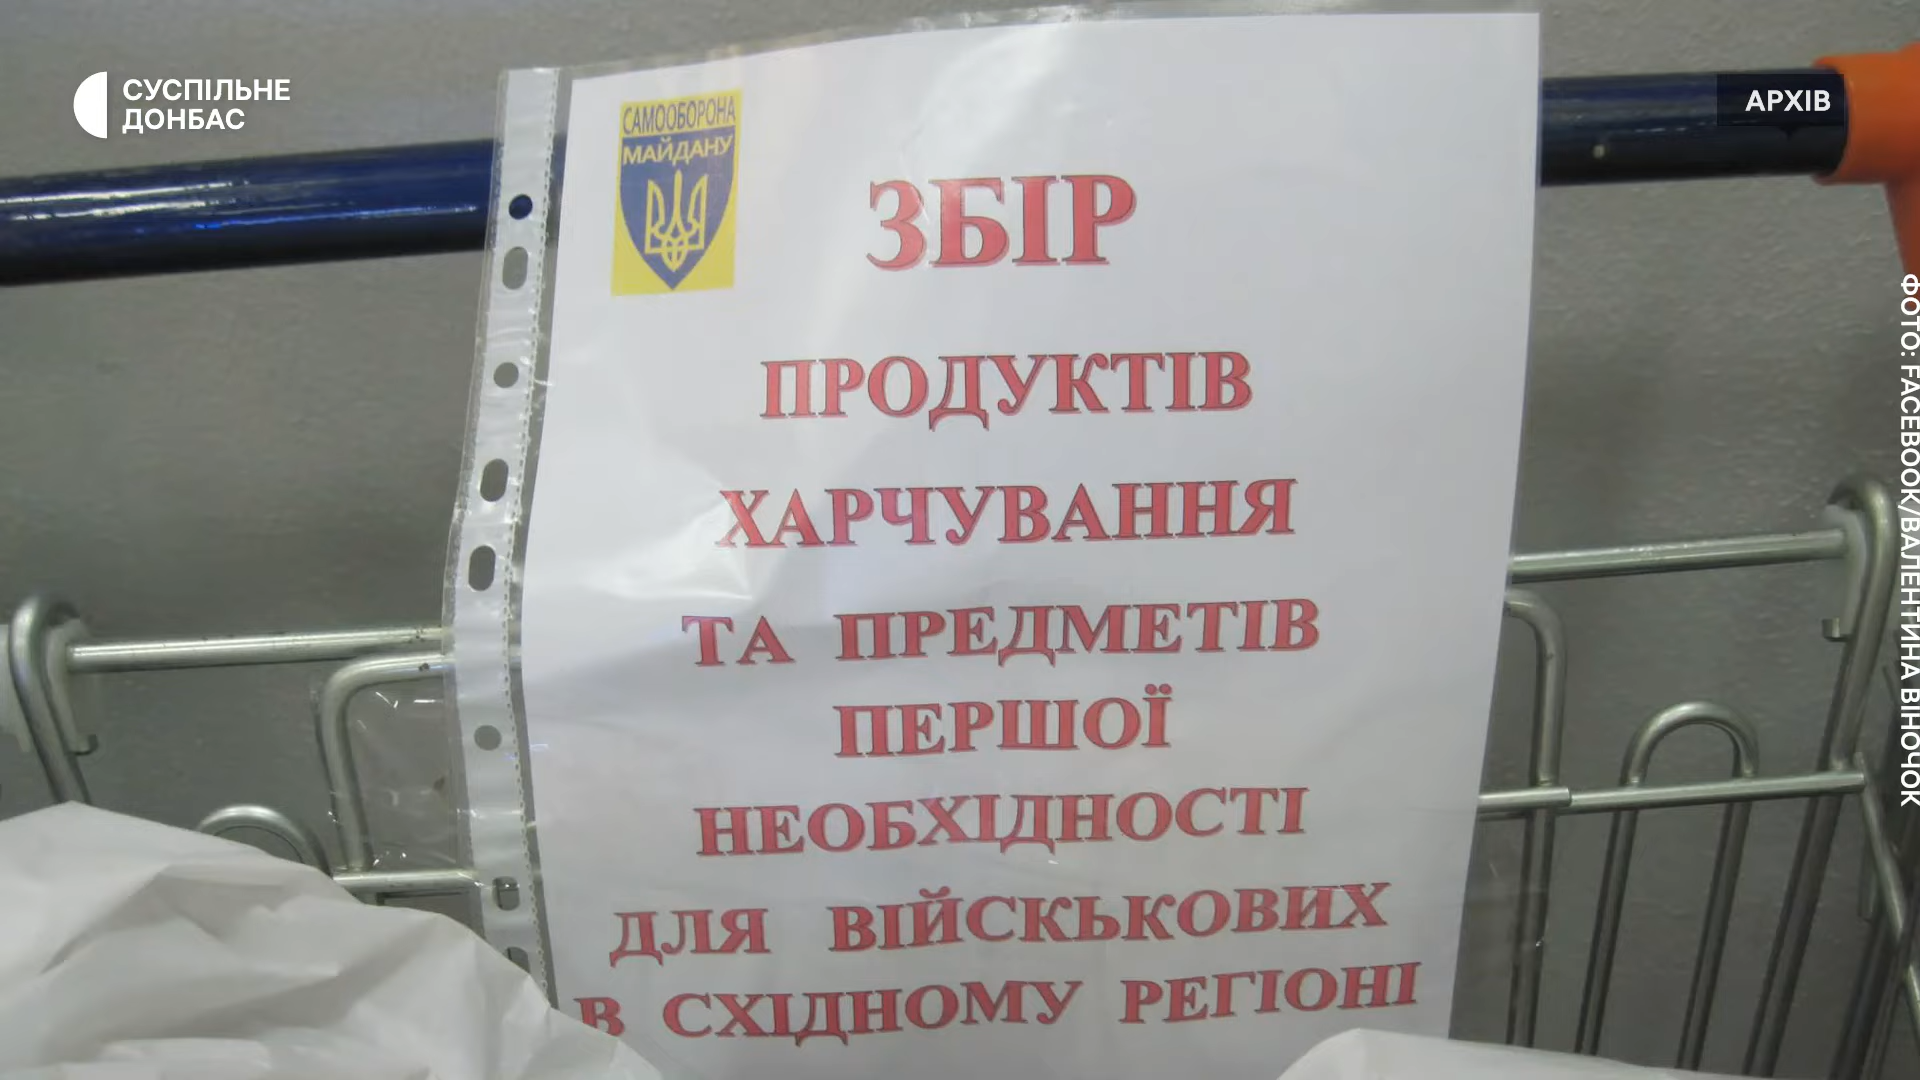 СУСПІЛЬНЕ
ДОНБАС
АРХІВ
САМООБОРОНА
МАЙДАНУ
ЗБІР
ПРОДУКТІВ
ХАРЧУВАННЯ
ТА ПРЕДМЕТІВ
ПЕРШОЇ
НЕОБХІДНОСТІ
ДЛЯ ВІЙСКЬКОВИХ
В СХІДНОМУ РЕГІОНІ
ФОТО: FACEBOOK/ВАЛЕНТИНА ВІНОЧОК